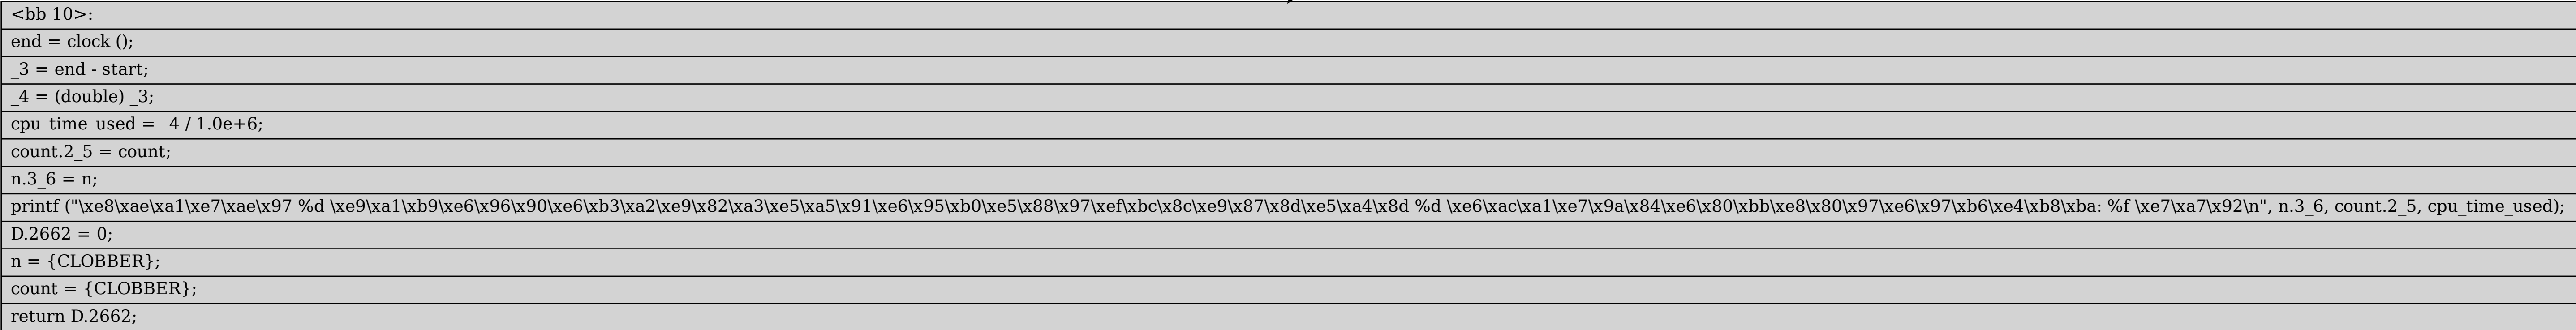 <bb 10>:
end = clock ();
_3 = end - start;
_4 = (double) _3;
cpu_time_used = _4 / 1.0e+6;
count.2_5 = count;
n.3_6 = n;
printf ("\xe8\xae\xa1\xe7\xae\x97 %d \xe9\xa1\xb9\xe6\x96\x90\xe6\xb3\xa2\xe9\x82\xa3\xe5\xa5\x91\xe6\x95\xb0\xe5\x88\x97\xef\xbc\x8c\xe9\x87\x8d\xe5\xa4\x8d %d \xe6\xac\xa1\xe7\x9a\x84\xe6\x80\xbb\xe8\x80\x97\xe6\x97\xb6\xe4\xb8\xba: %f \xe7\xa7\x92\n", n.3_6, count.2_5, cpu_time_used);
D.2662 = 0;
n = {CLOBBER};
count = {CLOBBER};
return D.2662;